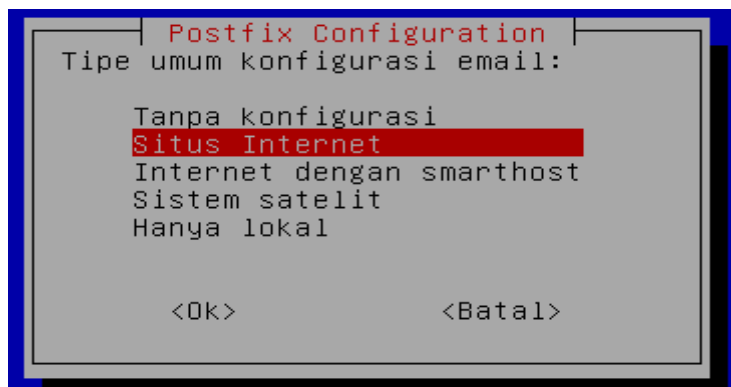 Postfix Configuration
Tipe umum konfigurasi email:
Tanpa konfigurasi
Situs Internet
Internet dengan smarthost
Sistem satelit
Hanya lokal
<Ok> <Batal>